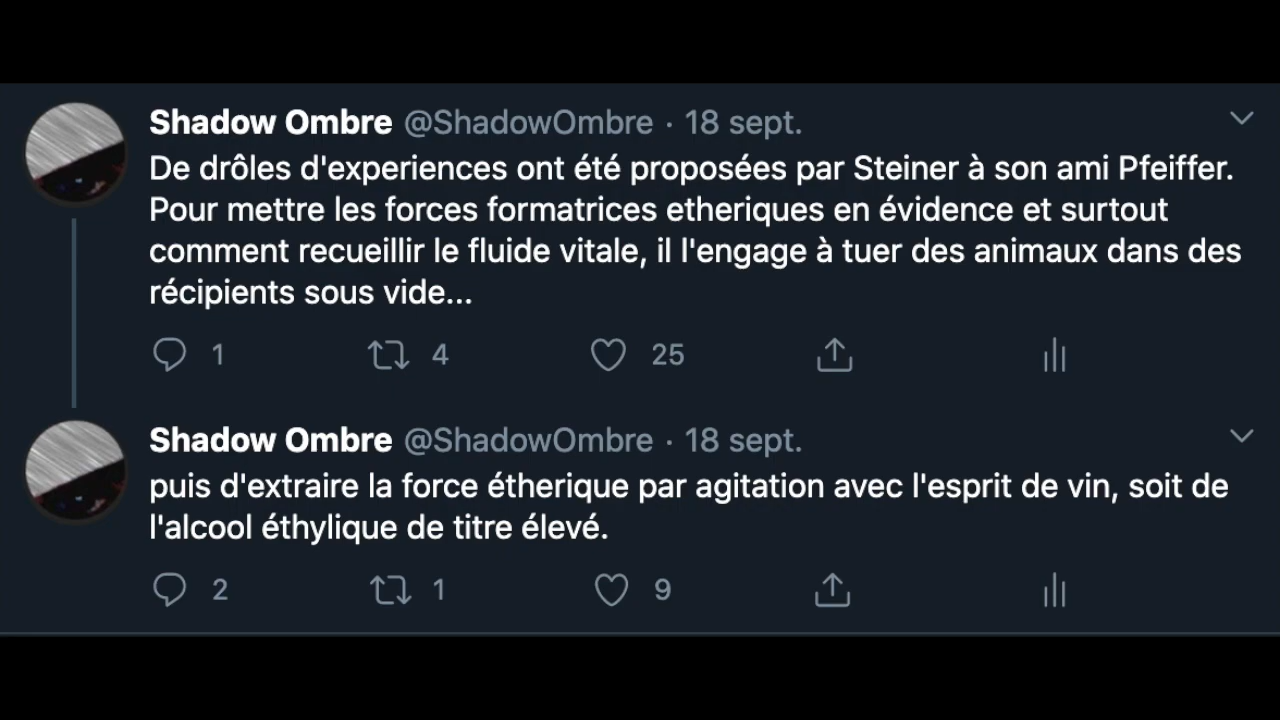 Shadow Ombre @ShadowOmbre · 18 sept.
De drôles d'experiences ont été proposées par Steiner à son ami Pfeiffer.
Pour mettre les forces formatrices etheriques en évidence et surtout
comment recueillir le fluide vitale, il l'engage à tuer des animaux dans des
récipients sous vide...
1 4 25
Shadow Ombre @ShadowOmbre · 18 sept.
puis d'extraire la force étherique par agitation avec l'esprit de vin, soit de
l'alcool éthylique de titre élevé.
2 1 9